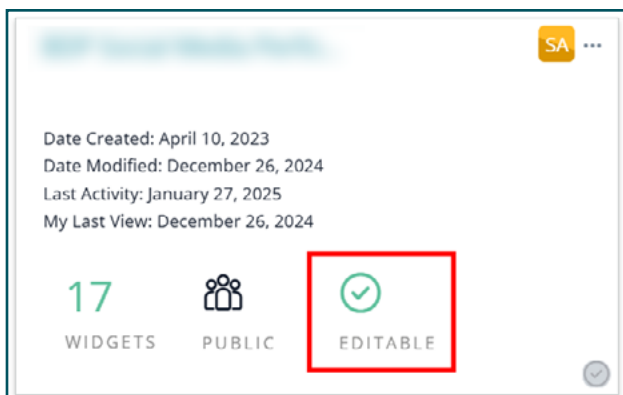 SA ...
Date Created: April 10, 2023
Date Modified: December 26, 2024
Last Activity: January 27, 2025
My Last View: December 26, 2024
17
WIDGETS PUBLIC EDITABLE